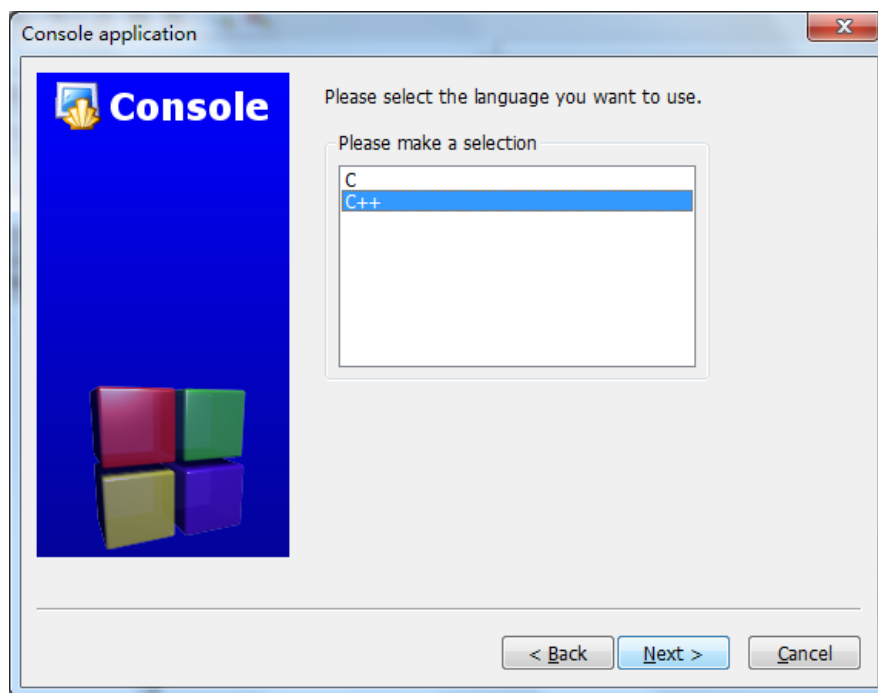 Console application
Console
Please select the language you want to use.
Please make a selection
C
C++
< Back
Next >
Cancel